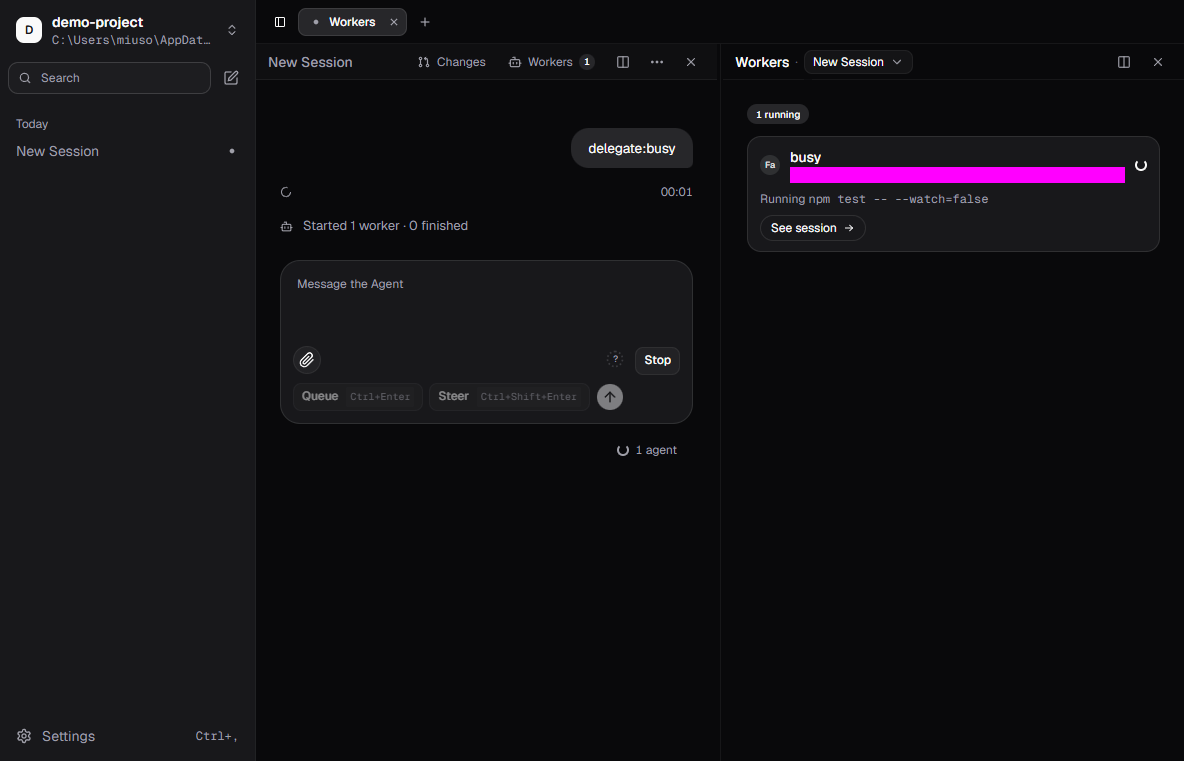 D
demo-project
C:\Users\miuso\AppDat…
Search
Today
New Session
Settings
Ctrl+,
Workers
New Session
Changes
Workers
1
delegate:busy
00:01
Started 1 worker · 0 finished
Message the Agent
?
Stop
Queue
Ctrl+Enter
Steer
Ctrl+Shift+Enter
1 agent
Workers ·
New Session
1 running
Fa
busy
Running npm test -- --watch=false
See session